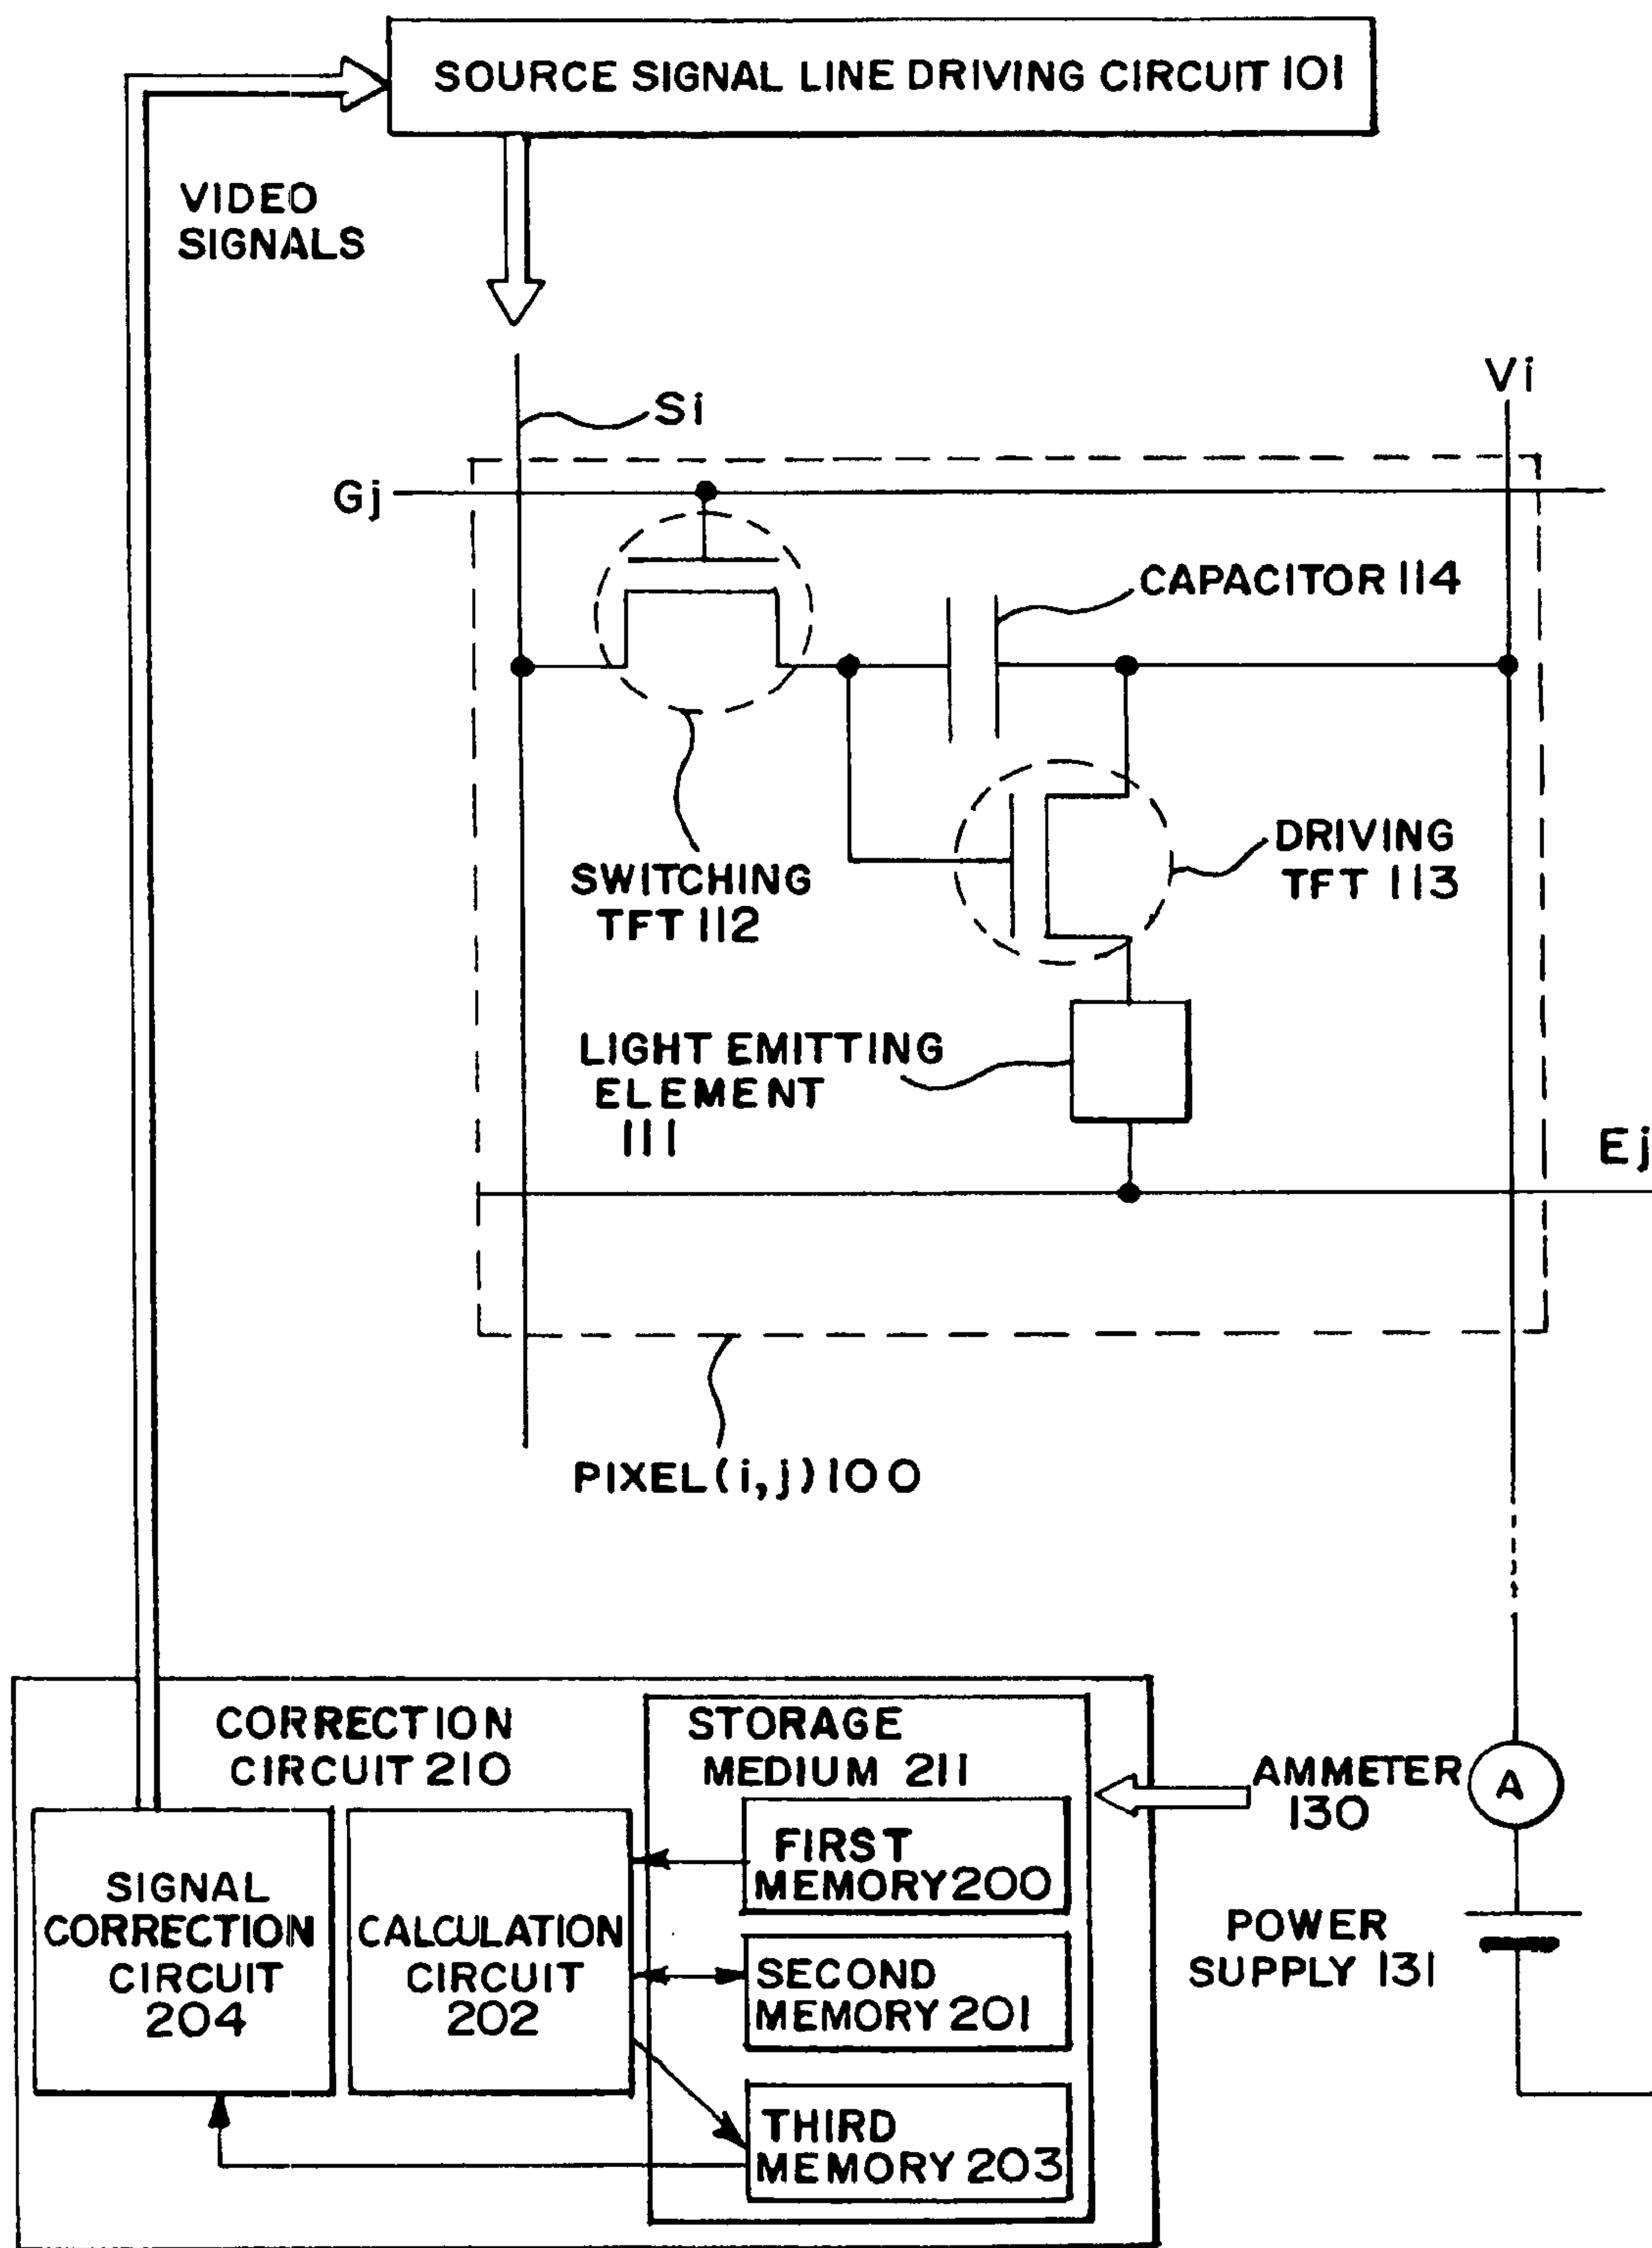 SOURCE SIGNAL LINE DRIVING CIRCUIT 101
VIDEO
SIGNALS
Si
Vi
Gj
CAPACITOR 114
SWITCHING
TFT 112
DRIVING
TFT 113
LIGHT EMITTING
ELEMENT
111
Ej
PIXEL(i,j)100
CORRECTION
CIRCUIT 210
STORAGE
MEDIUM 211
AMMETER
130
A
FIRST
MEMORY 200
SIGNAL
CORRECTION
CIRCUIT
204
CALCULATION
CIRCUIT
202
SECOND
MEMORY 201
POWER
SUPPLY 131
THIRD
MEMORY 203